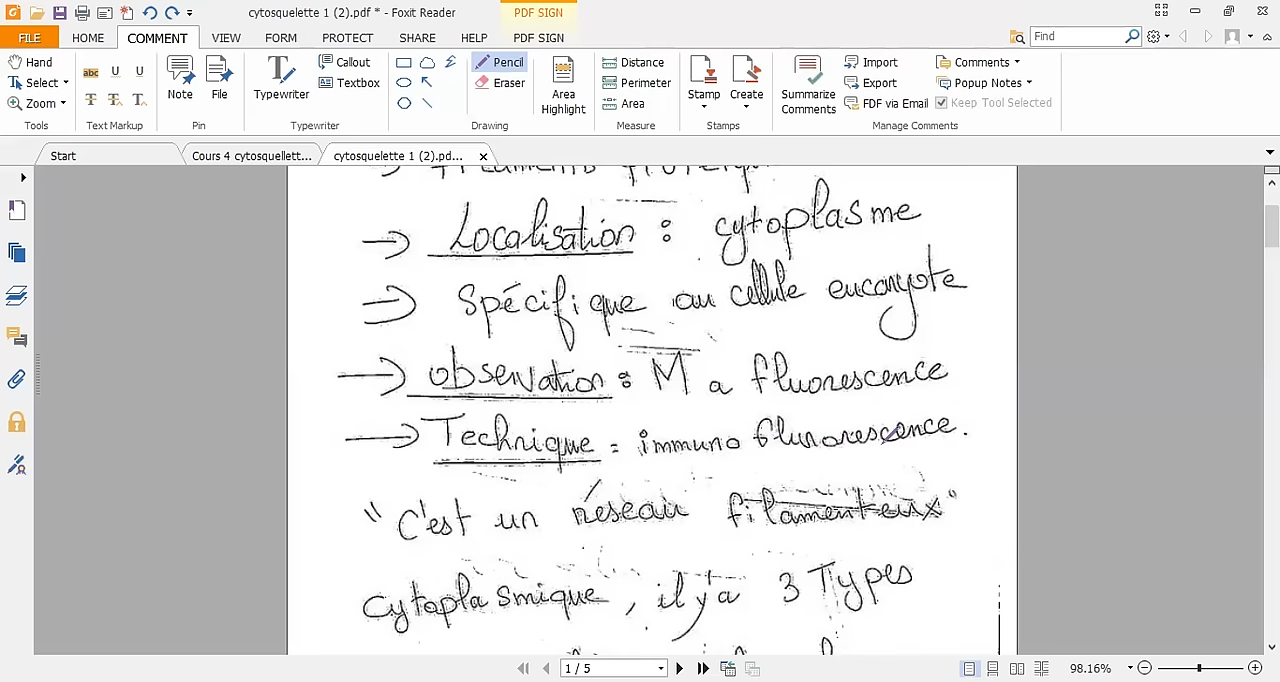 cytosquelette 1 (2).pdf * - Foxit Reader
PDF SIGN
FILE HOME COMMENT VIEW FORM PROTECT SHARE HELP PDF SIGN
Find
Hand
Select
Zoom
Tools
Text Markup
Note
File
Pin
Typewriter
Callout
Textbox
Typewriter
Pencil
Eraser
Drawing
Area Highlight
Distance
Perimeter
Area
Measure
Stamp
Create
Stamps
Summarize Comments
Import
Export
FDF via Email
Comments
Popup Notes
Keep Tool Selected
Manage Comments
Start
Cours 4 cytosquellett...
cytosquelette 1 (2).pd...
→ Localisation : cytoplasme
→ Spécifique au cellule eucaryote
→ observation : M a fluorescence
→ Technique : immuno flurorescence.
"C'est un réseau filamenteux"
cytoplasmique, il y'a 3 Types
1 / 5
98.16%